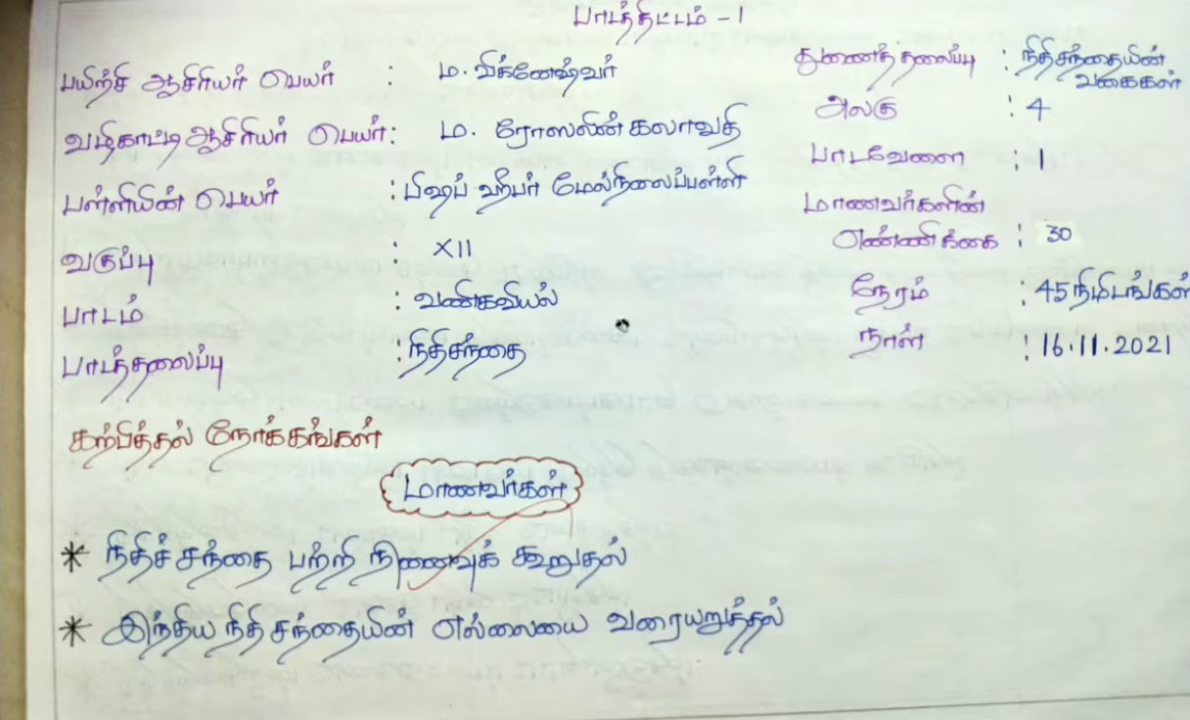 பாடத்திட்டம் - 1
பயிற்சி ஆசிரியர் பெயர் : ம. விக்னேஷ்வர்
வழிகாட்டி ஆசிரியர் பெயர் : ம. ரோஸலின் கலாவதி
பள்ளியின் பெயர் : பிஷப் ஹீபர் மேல்நிலைப்பள்ளி
வகுப்பு : XII
பாடம் : வணிகவியல்
பாடத்தலைப்பு : நிதிசந்தை
துணைத் தலைப்பு : நிதிசந்தையின்
வகைகள்
அலகு : 4
பாடவேளை : 1
மாணவர்களின்
எண்ணிக்கை : 30
நேரம் : 45 நிமிடங்கள்
நாள் : 16.11.2021
கற்பித்தல் நோக்கங்கள்
மாணவர்கள்
* நிதிச் சந்தை பற்றி நினைவுக் கூறுதல்
* இந்திய நிதி சந்தையின் எல்லையை வரையறுத்தல்